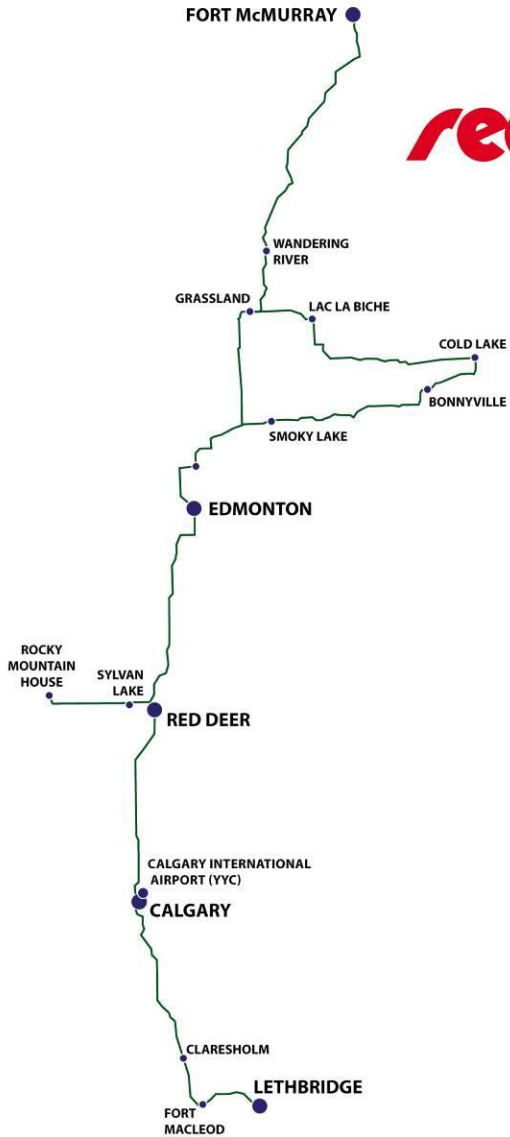 FORT McMURRAY
WANDERING
RIVER
GRASSLAND
LAC LA BICHE
COLD LAKE
BONNYVILLE
SMOKY LAKE
EDMONTON
ROCKY
MOUNTAIN
HOUSE
SYLVAN
LAKE
RED DEER
CALGARY INTERNATIONAL
AIRPORT (YYC)
CALGARY
CLARESHOLM
LETHBRIDGE
FORT
MACLEOD